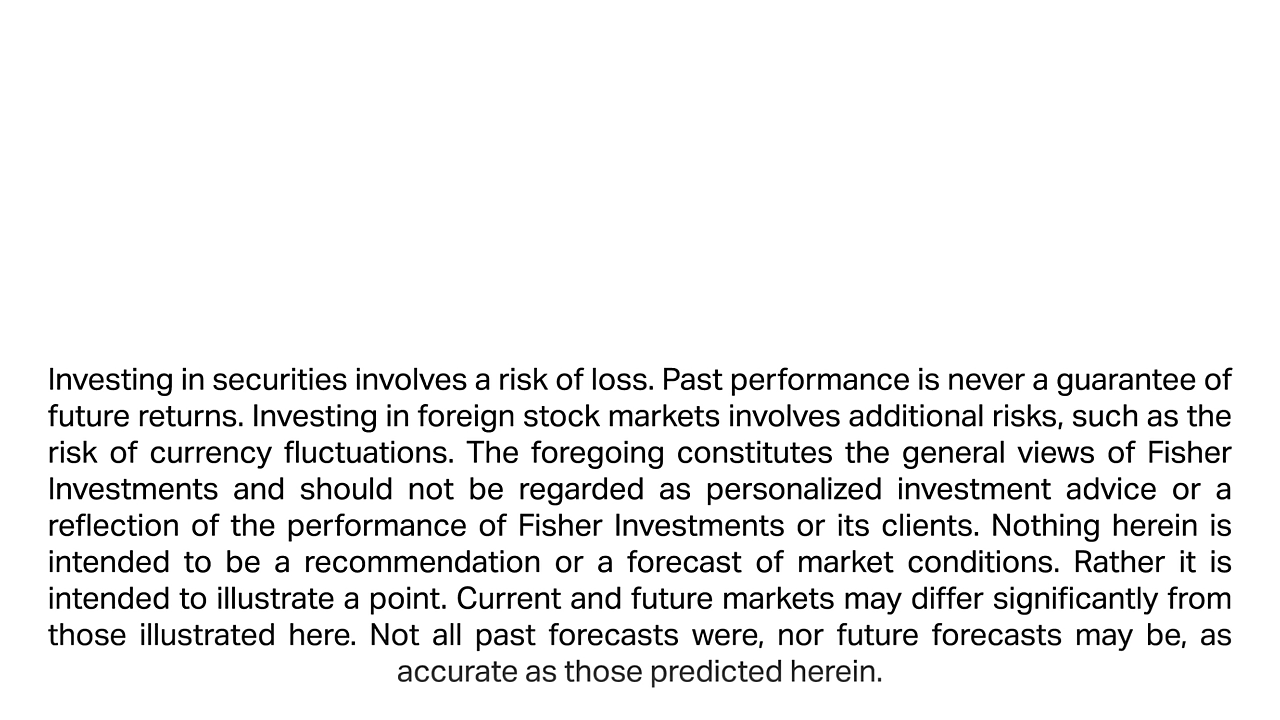 Investing in securities involves a risk of loss. Past performance is never a guarantee of
future returns. Investing in foreign stock markets involves additional risks, such as the
risk of currency fluctuations. The foregoing constitutes the general views of Fisher
Investments and should not be regarded as personalized investment advice or a
reflection of the performance of Fisher Investments or its clients. Nothing herein is
intended to be a recommendation or a forecast of market conditions. Rather it is
intended to illustrate a point. Current and future markets may differ significantly from
those illustrated here. Not all past forecasts were, nor future forecasts may be, as
accurate as those predicted herein.